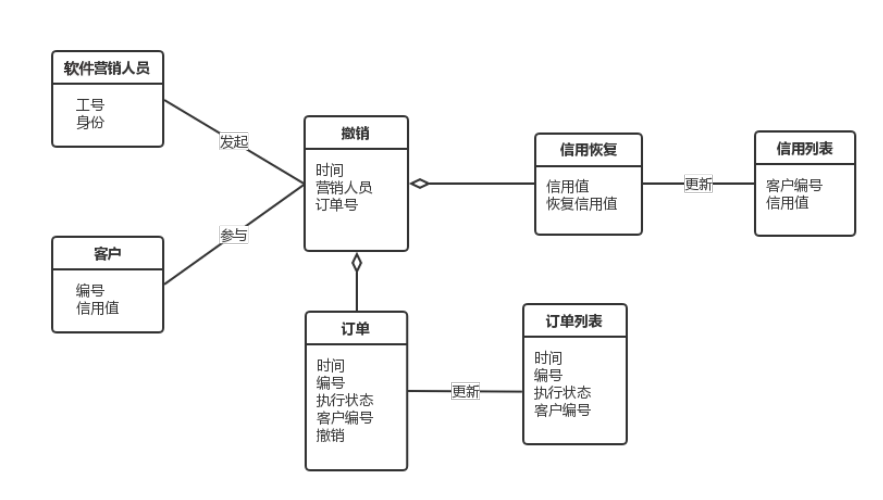 软件营销人员
工号
身份
发起
撤销
时间
营销人员
订单号
信用恢复
信用值
恢复信用值
更新
信用列表
客户编号
信用值
客户
编号
信用值
参与
订单
时间
编号
执行状态
客户编号
撤销
更新
订单列表
时间
编号
执行状态
客户编号